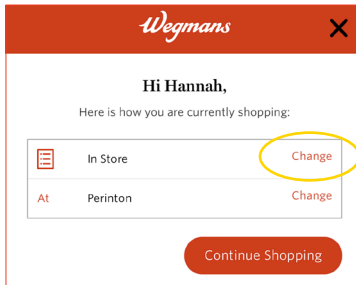 Wegmans
Hi Hannah,
Here is how you are currently shopping:
In Store Change
At Perinton Change
Continue Shopping